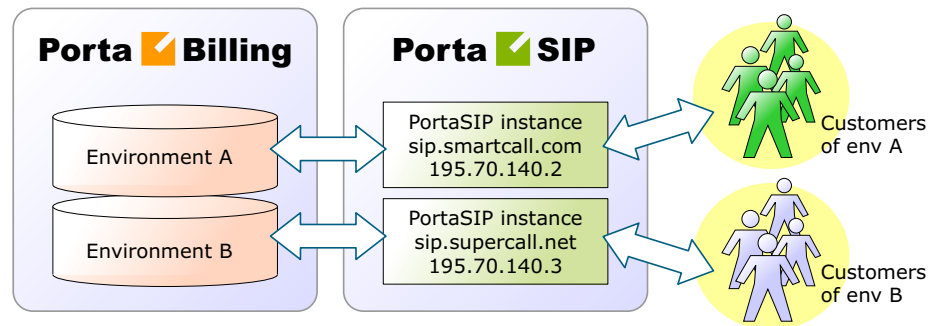 Porta Billing
Porta SIP
Environment A
PortaSIP instance
sip.smartcall.com
195.70.140.2
Customers
of env A
Environment B
PortaSIP instance
sip.supercall.net
195.70.140.3
Customers
of env B